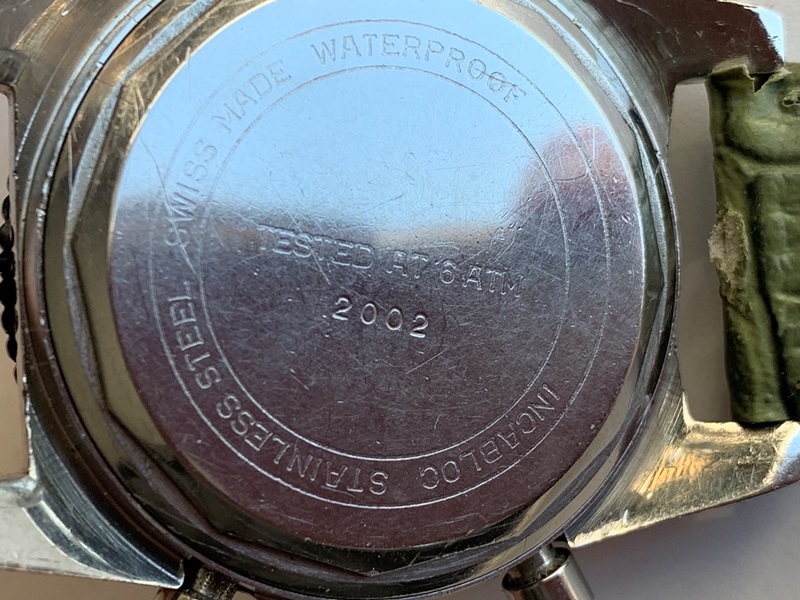 WATERPROOF INCABLOC STAINLESS STEEL SWISS MADE
TESTED AT 6 ATM
2002